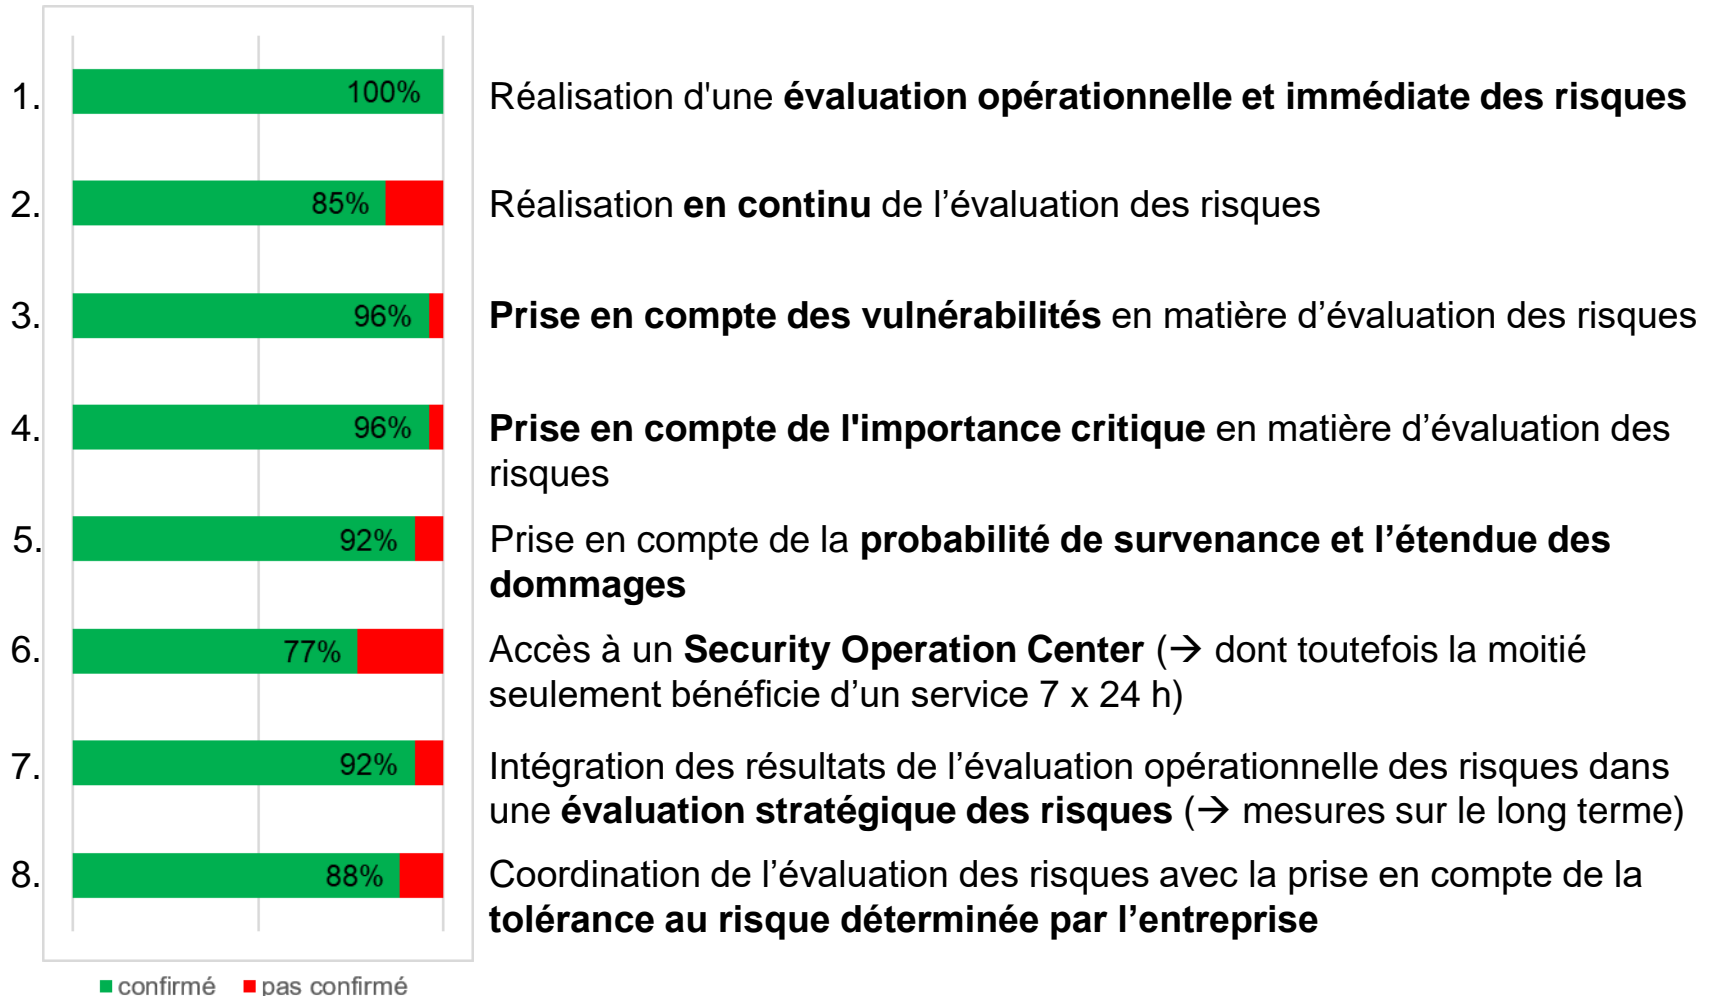 1. 100% Réalisation d'une évaluation opérationnelle et immédiate des risques
2. 85% Réalisation en continu de l’évaluation des risques
3. 96% Prise en compte des vulnérabilités en matière d’évaluation des risques
4. 96% Prise en compte de l'importance critique en matière d’évaluation des
risques
5. 92% Prise en compte de la probabilité de survenance et l’étendue des
dommages
6. 77% Accès à un Security Operation Center (→ dont toutefois la moitié
seulement bénéficie d’un service 7 x 24 h)
7. 92% Intégration des résultats de l’évaluation opérationnelle des risques dans
une évaluation stratégique des risques (→ mesures sur le long terme)
8. 88% Coordination de l’évaluation des risques avec la prise en compte de la
tolérance au risque déterminée par l’entreprise
confirmé pas confirmé